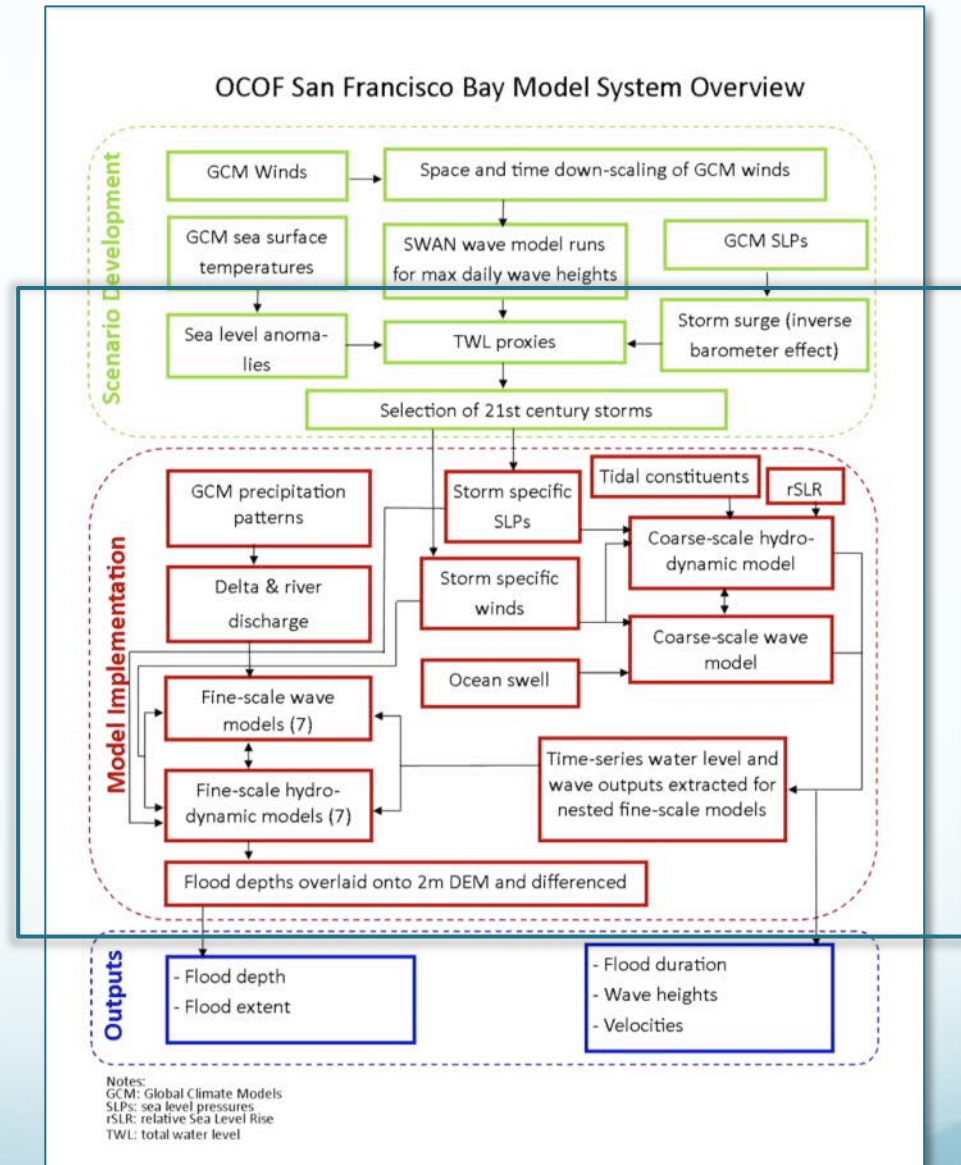 OCOF San Francisco Bay Model System Overview
Scenario Development
GCM Winds
Space and time down-scaling of GCM winds
GCM sea surface
temperatures
SWAN wave model runs
for max daily wave heights
GCM SLPs
Sea level anoma-
lies
TWL proxies
Storm surge (inverse
barometer effect)
Selection of 21st century storms
Model Implementation
GCM precipitation
patterns
Storm specific
SLPs
Tidal constituents
rSLR
Coarse-scale hydro-
dynamic model
Delta & river
discharge
Storm specific
winds
Coarse-scale wave
model
Ocean swell
Fine-scale wave
models (7)
Time-series water level and
wave outputs extracted for
nested fine-scale models
Fine-scale hydro-
dynamic models (7)
Flood depths overlaid onto 2m DEM and differenced
Outputs
- Flood depth
- Flood extent
- Flood duration
- Wave heights
- Velocities
Notes:
GCM: Global Climate Models
SLPs: sea level pressures
rSLR: relative Sea Level Rise
TWL: total water level